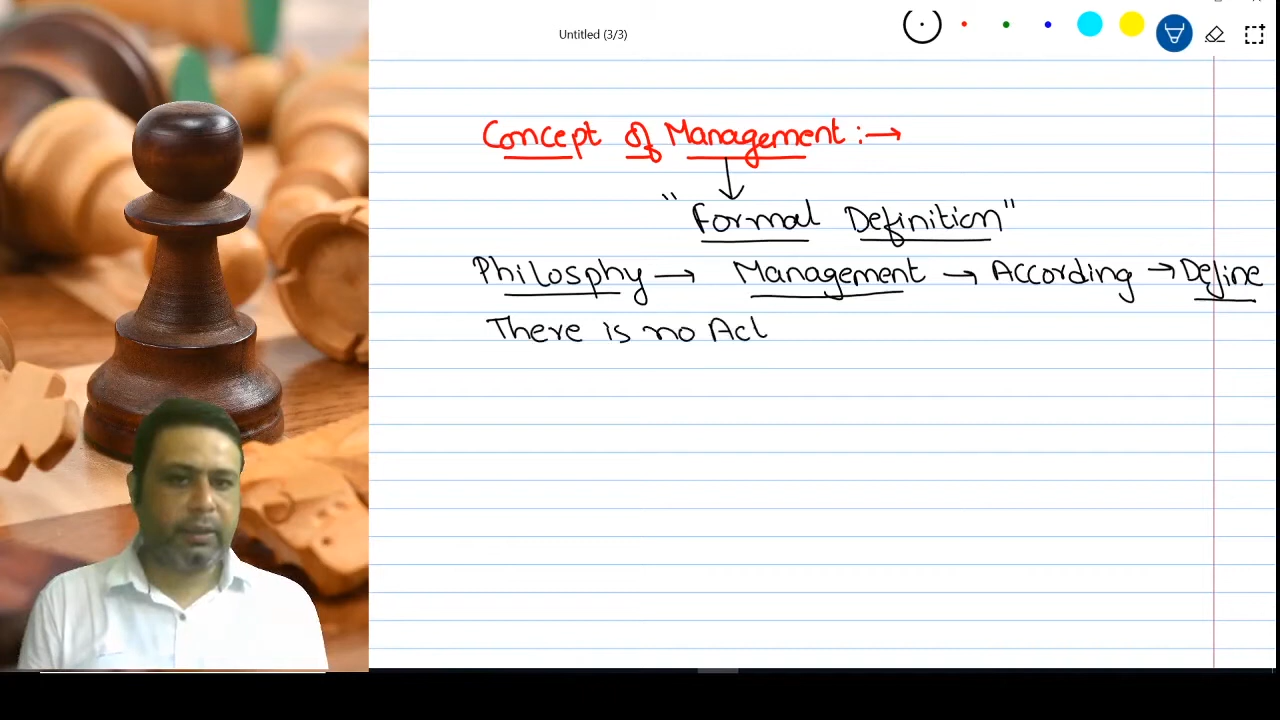 Untitled (3/3)
Concept of Management :→
↓
"Formal Definition"
Philosphy → Management → According → Define
There is no Act